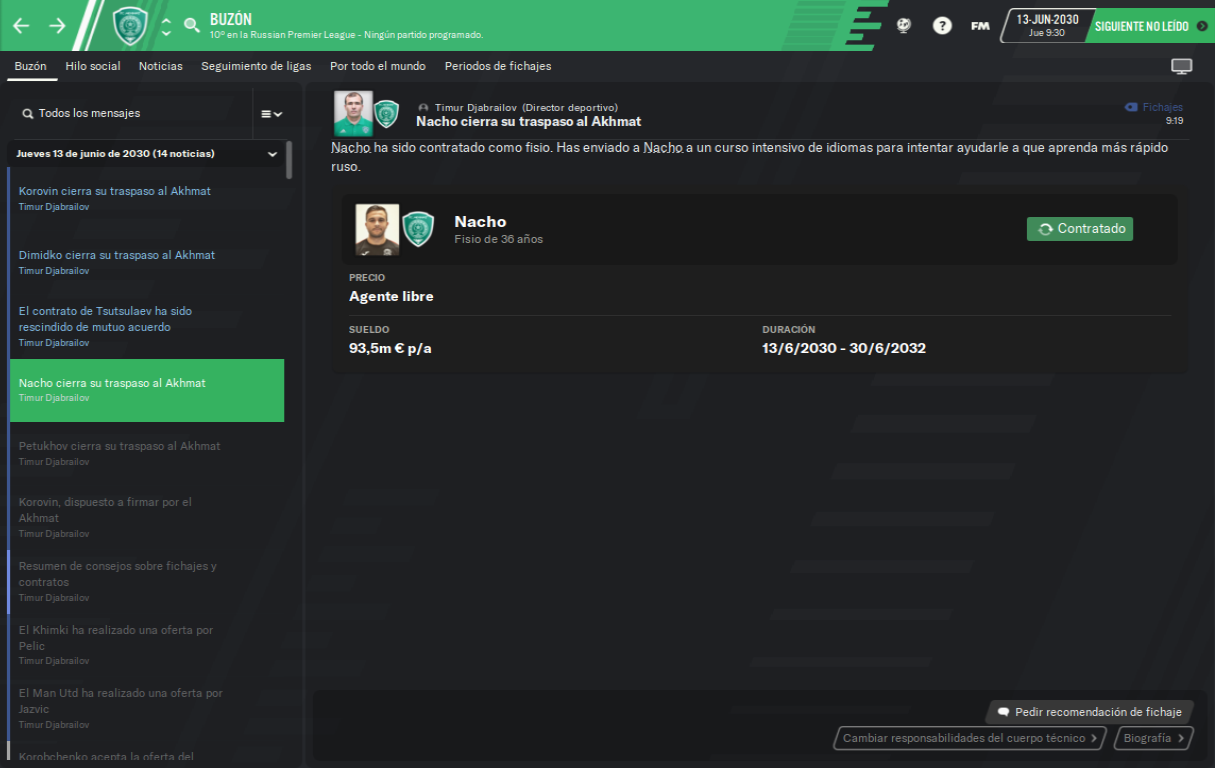 BUZÓN
10º en la Russian Premier League - Ningún partido programado.
?
FM
13-JUN-2030
Jue 9:30
SIGUIENTE NO LEÍDO
Buzón
Hilo social
Noticias
Seguimiento de ligas
Por todo el mundo
Periodos de fichajes
Todos los mensajes
Jueves 13 de junio de 2030 (14 noticias)
Korovin cierra su traspaso al Akhmat
Timur Djabrailov
Dimidko cierra su traspaso al Akhmat
Timur Djabrailov
El contrato de Tsutsulaev ha sido
rescindido de mutuo acuerdo
Timur Djabrailov
Nacho cierra su traspaso al Akhmat
Timur Djabrailov
Petukhov cierra su traspaso al Akhmat
Timur Djabrailov
Korovin, dispuesto a firmar por el
Akhmat
Timur Djabrailov
Resumen de consejos sobre fichajes y
contratos
Timur Djabrailov
El Khimki ha realizado una oferta por
Pelic
Timur Djabrailov
El Man Utd ha realizado una oferta por
Jazvic
Timur Djabrailov
Korobchenko acepta la oferta del
Timur Djabrailov (Director deportivo)
Nacho cierra su traspaso al Akhmat
Fichajes
9:19
Nacho ha sido contratado como fisio. Has enviado a Nacho a un curso intensivo de idiomas para intentar ayudarle a que aprenda más rápido
ruso.
Nacho
Fisio de 36 años
Contratado
PRECIO
Agente libre
SUELDO
93,5m € p/a
DURACIÓN
13/6/2030 - 30/6/2032
Pedir recomendación de fichaje
Cambiar responsabilidades del cuerpo técnico
Biografía